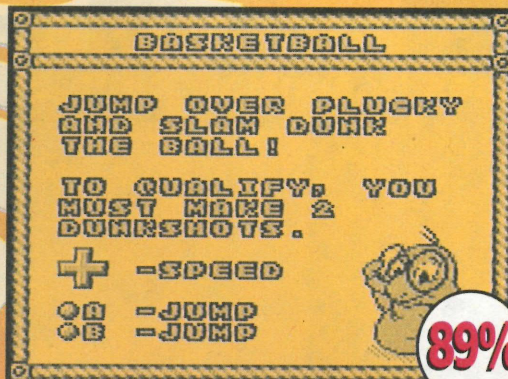 BASKETBALL
JUMP OVER PLUCKY
AND SLAM DUNK
THE BALL!
TO QUALIFY, YOU
MUST MAKE 2
DUNKSHOTS.
-SPEED
A -JUMP
B -JUMP
89%